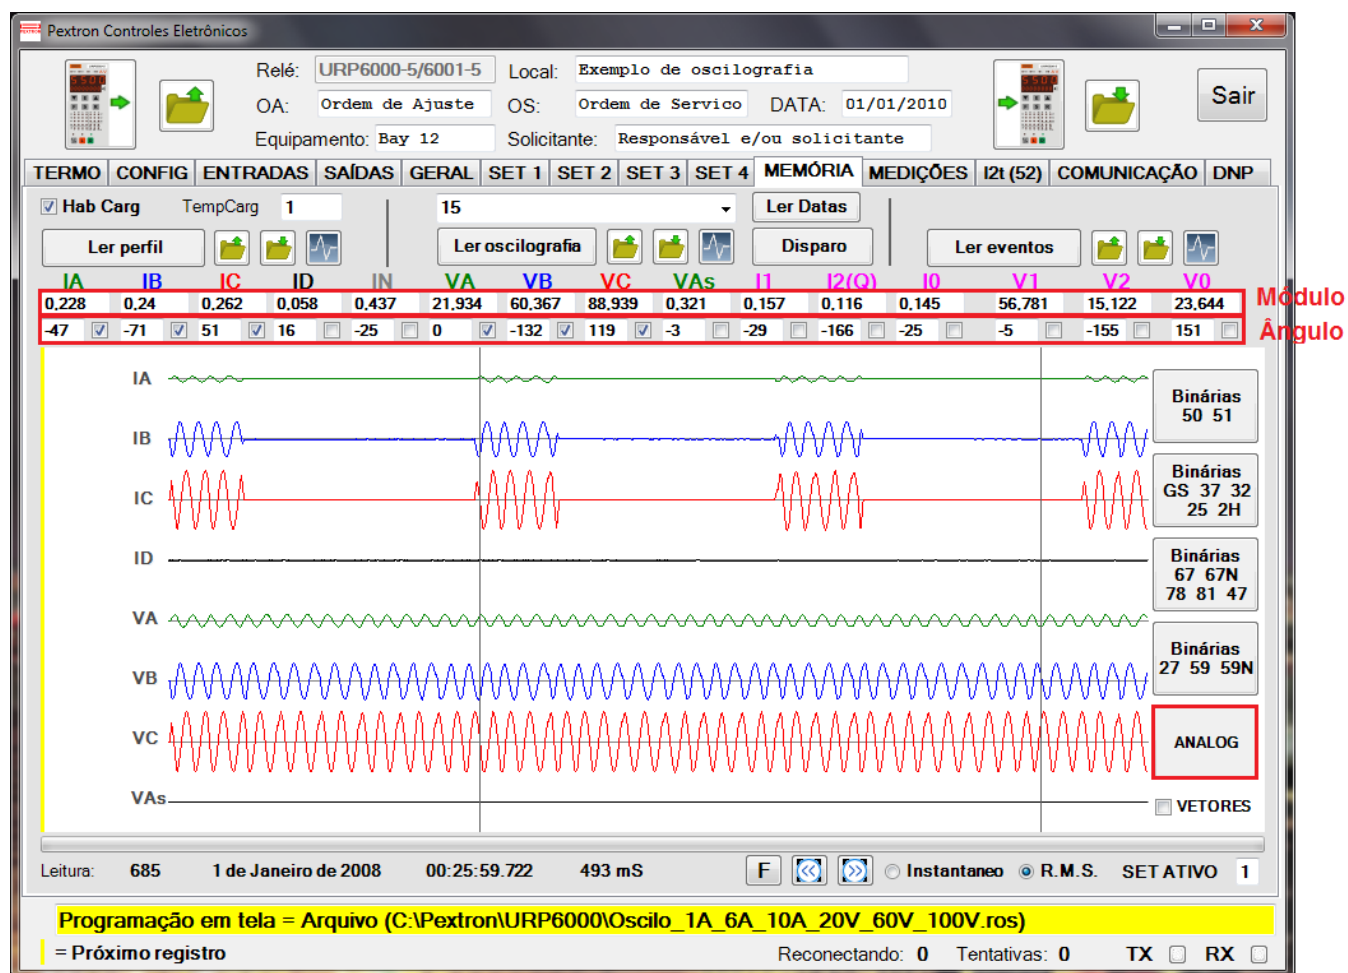 Pextron Controles Eletrônicos
Relé: URP6000-5/6001-5 Local: Exemplo de oscilografia
OA: Ordem de Ajuste OS: Ordem de Servico DATA: 01/01/2010 Sair
Equipamento: Bay 12 Solicitante: Responsável e/ou solicitante
TERMO CONFIG ENTRADAS SAÍDAS GERAL SET 1 SET 2 SET 3 SET 4 MEMÓRIA MEDIÇÕES I2t (52) COMUNICAÇÃO DNP
Hab Carg TempCarg 1 15 Ler Datas
Ler perfil Ler oscilografia Disparo Ler eventos
IA IB IC ID IN VA VB VC VAs I1 I2(Q) I0 V1 V2 V0
0,228 0,24 0,262 0,058 0,437 21,934 60,367 88,939 0,321 0,157 0,116 0,145 56,781 15,122 23,644 Módulo
-47 -71 51 16 -25 0 -132 119 -3 -29 -166 -25 -5 -155 151 Ângulo
IA
Binárias
50 51
IB
Binárias
GS 37 32
25 2H
IC
ID
Binárias
67 67N
78 81 47
VA
Binárias
27 59 59N
VB
VC
ANALOG
VAs
VETORES
Leitura: 685 1 de Janeiro de 2008 00:25:59.722 493 mS F Instantaneo R.M.S. SET ATIVO 1
Programação em tela = Arquivo (C:\Pextron\URP6000\Oscilo_1A_6A_10A_20V_60V_100V.ros)
= Próximo registro Reconectando: 0 Tentativas: 0 TX RX